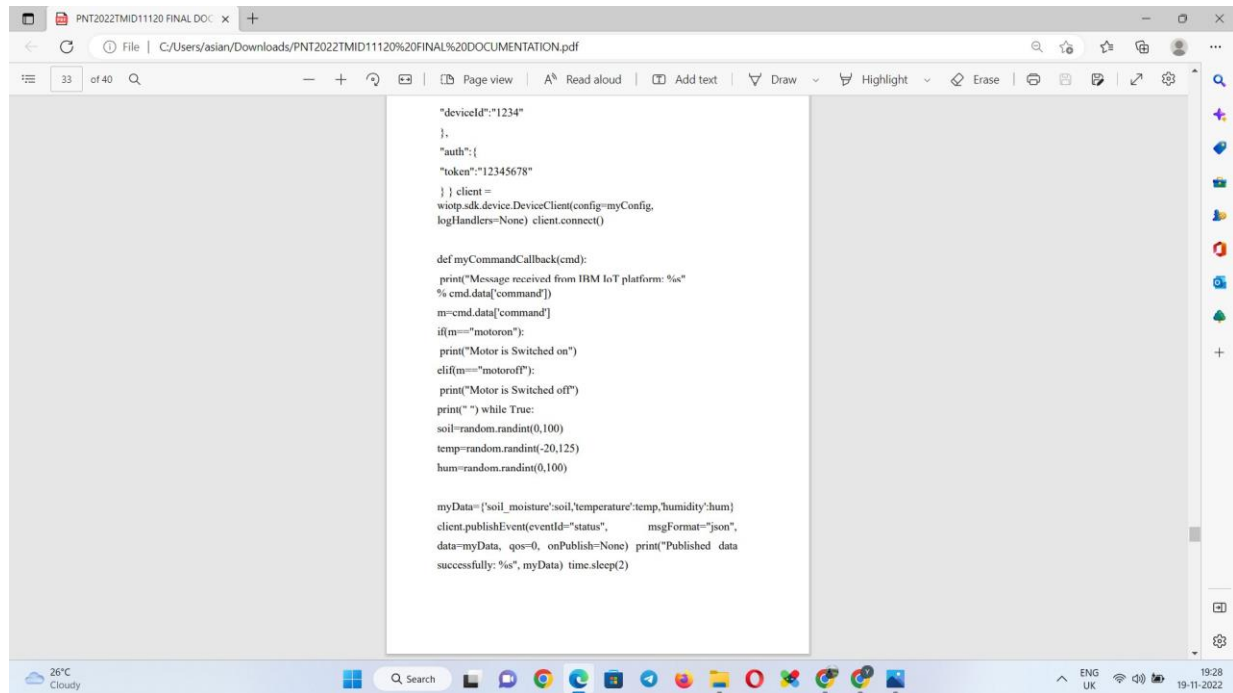 PNT2022TMID11120 FINAL DOC
File | C:/Users/asian/Downloads/PNT2022TMID11120%20FINAL%20DOCUMENTATION.pdf
33 of 40 Page view Read aloud Add text Draw Highlight Erase
"deviceId":"1234"
},
"auth":{
"token":"12345678"
} } client =
wiotp.sdk.device.DeviceClient(config=myConfig,
logHandlers=None) client.connect()
def myCommandCallback(cmd):
print("Message received from IBM IoT platform: %s"
% cmd.data['command'])
m=cmd.data['command']
if(m=="motoron"):
print("Motor is Switched on")
elif(m=="motoroff"):
print("Motor is Switched off")
print(" ") while True:
soil=random.randint(0,100)
temp=random.randint(-20,125)
hum=random.randint(0,100)
myData={'soil_moisture':soil,'temperature':temp,'humidity':hum}
client.publishEvent(eventId="status", msgFormat="json",
data=myData, qos=0, onPublish=None) print("Published data
successfully: %s", myData) time.sleep(2)
26°C
Cloudy
Search
ENG
UK
19:28
19-11-2022